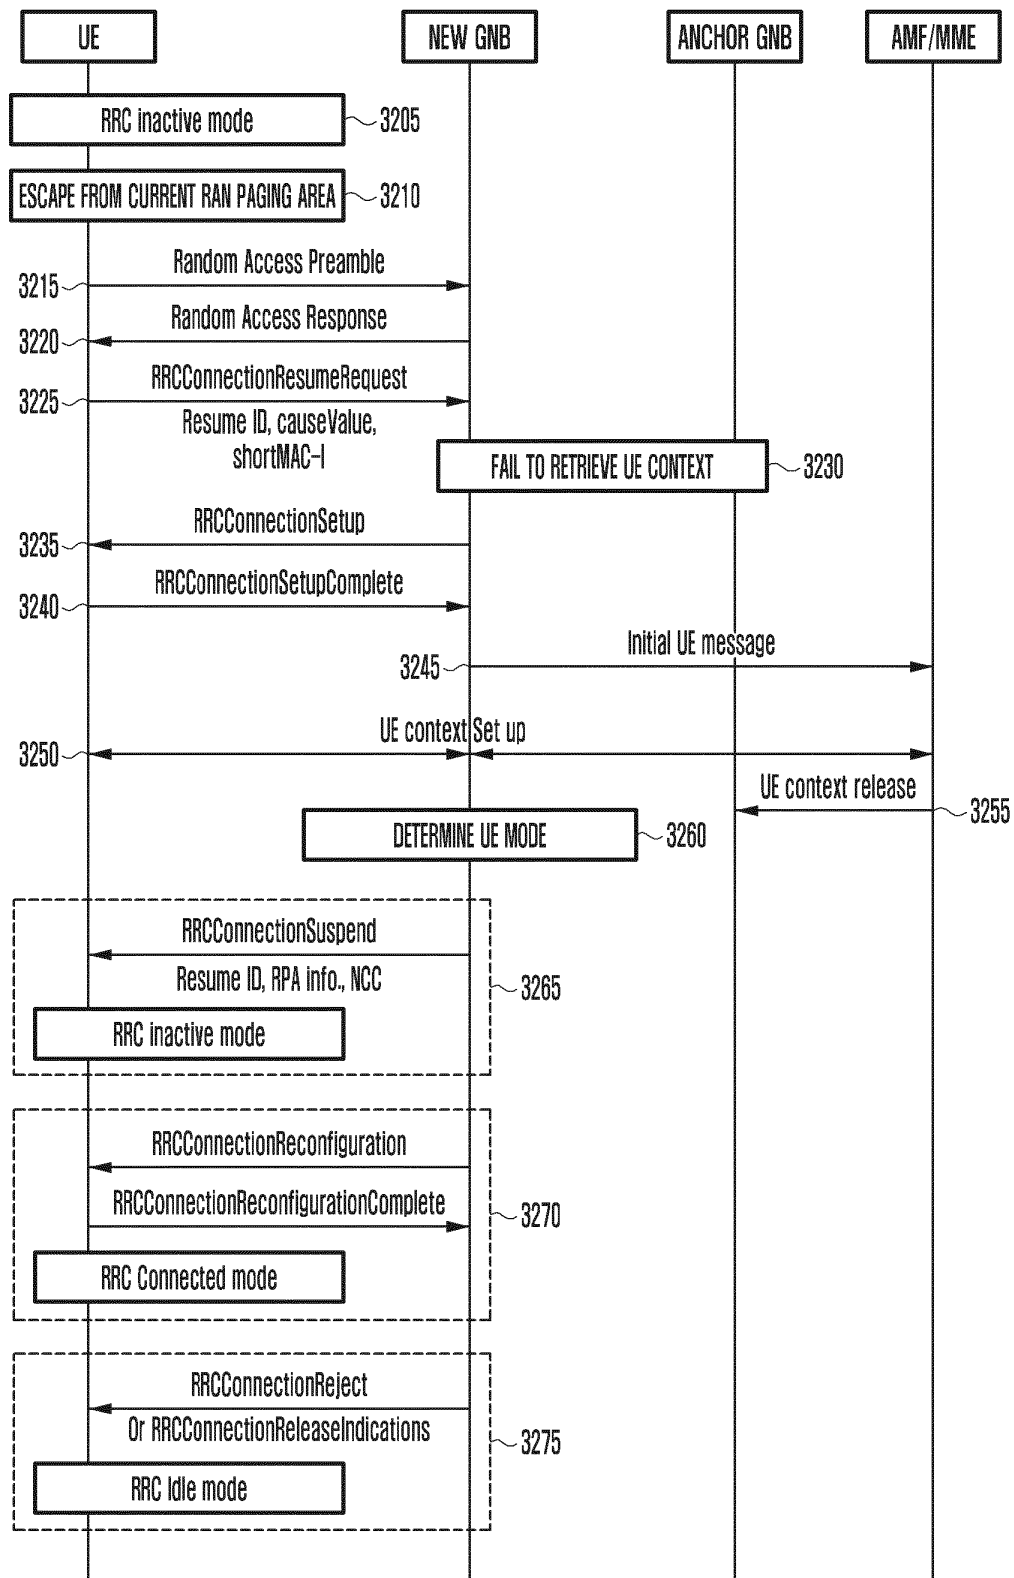 UE
NEW GNB
ANCHOR GNB
AMF/MME
RRC inactive mode
3205
ESCAPE FROM CURRENT RAN PAGING AREA
3210
Random Access Preamble
3215
Random Access Response
3220
RRCConnectionResumeRequest
3225
Resume ID, causeValue,
shortMAC-I
FAIL TO RETRIEVE UE CONTEXT
3230
RRCConnectionSetup
3235
RRCConnectionSetupComplete
3240
Initial UE message
3245
UE context Set up
3250
UE context release
3255
DETERMINE UE MODE
3260
RRCConnectionSuspend
Resume ID, RPA info., NCC
3265
RRC inactive mode
RRCConnectionReconfiguration
RRCConnectionReconfigurationComplete
3270
RRC Connected mode
RRCConnectionReject
Or RRCConnectionReleaseIndications
3275
RRC Idle mode